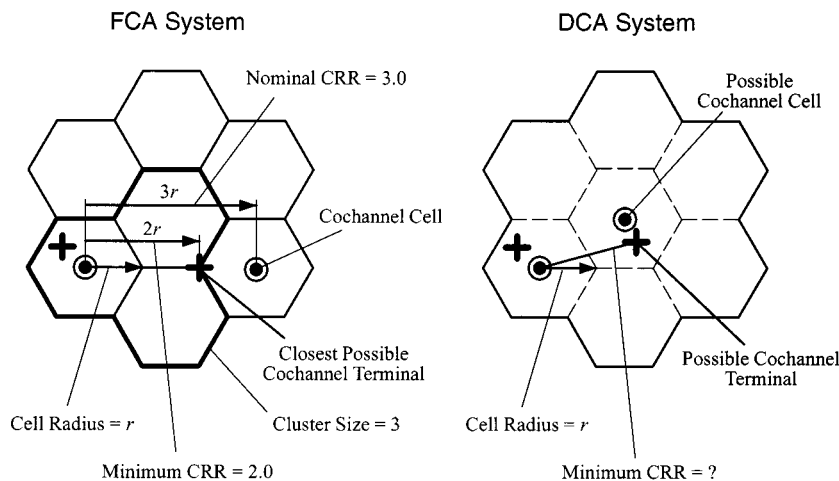 FCA System
Nominal CRR = 3.0
3r
2r
Cochannel Cell
Closest Possible
Cochannel Terminal
Cell Radius = r
Cluster Size = 3
Minimum CRR = 2.0
DCA System
Possible
Cochannel Cell
Possible Cochannel
Terminal
Cell Radius = r
Minimum CRR = ?